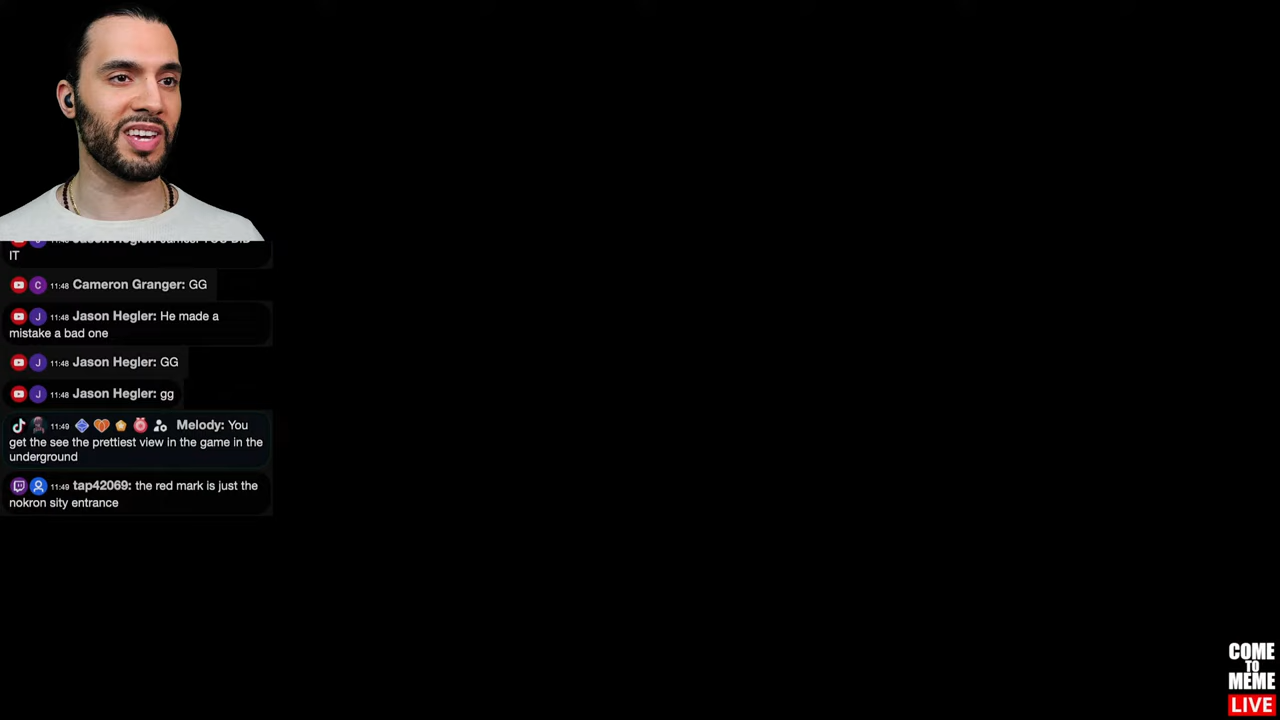 IT
C 11:48 Cameron Granger: GG
J 11:48 Jason Hegler: He made a
mistake a bad one
J 11:48 Jason Hegler: GG
J 11:48 Jason Hegler: gg
11:49 Melody: You
get the see the prettiest view in the game in the
underground
11:49 tap42069: the red mark is just the
nokron sity entrance
COME
TO
MEME
LIVE